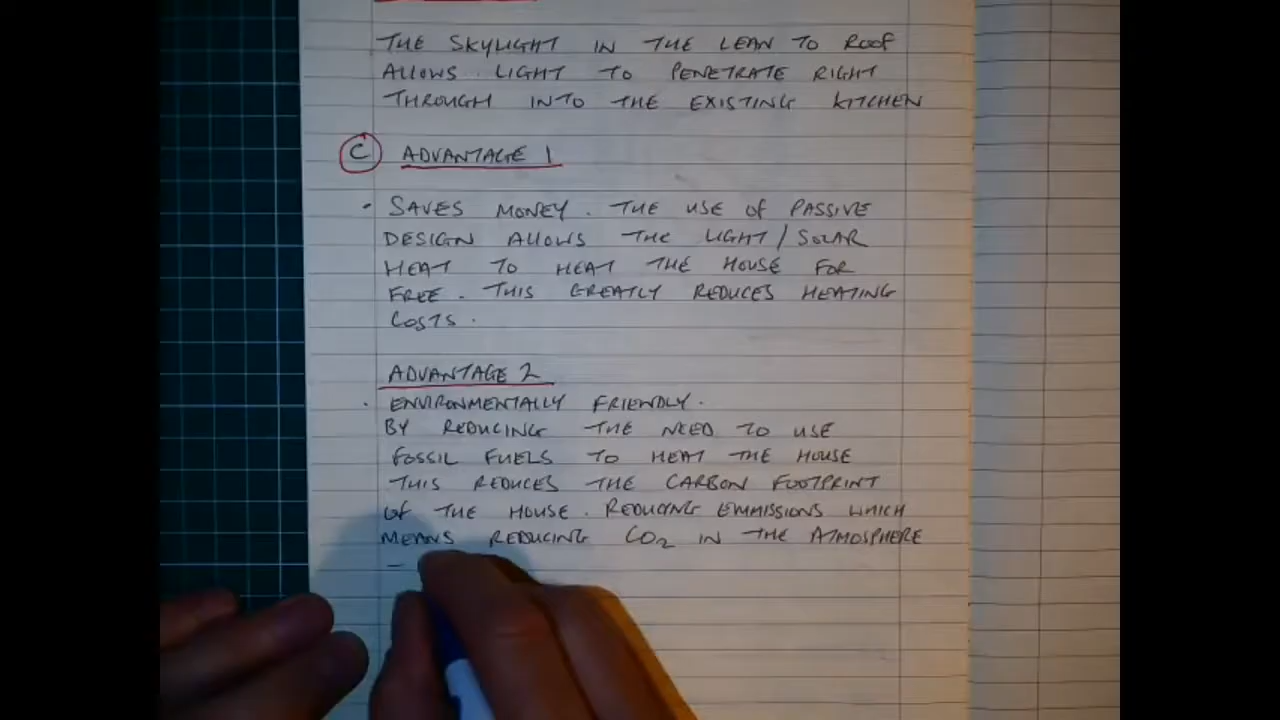 THE SKYLIGHT IN THE LEAN TO ROOF
ALLOWS LIGHT TO PENETRATE RIGHT
THROUGH INTO THE EXISTING KITCHEN
C ADVANTAGE 1
· SAVES MONEY. THE USE OF PASSIVE
DESIGN ALLOWS THE LIGHT/SOLAR
HEAT TO HEAT THE HOUSE FOR
FREE. THIS GREATLY REDUCES HEATING
COSTS.
ADVANTAGE 2
· ENVIRONMENTALLY FRIENDLY.
BY REDUCING THE NEED TO USE
FOSSIL FUELS TO HEAT THE HOUSE
THIS REDUCES THE CARBON FOOTPRINT
OF THE HOUSE. REDUCING EMMISSIONS WHICH
MEANS REDUCING CO2 IN THE ATMOSPHERE